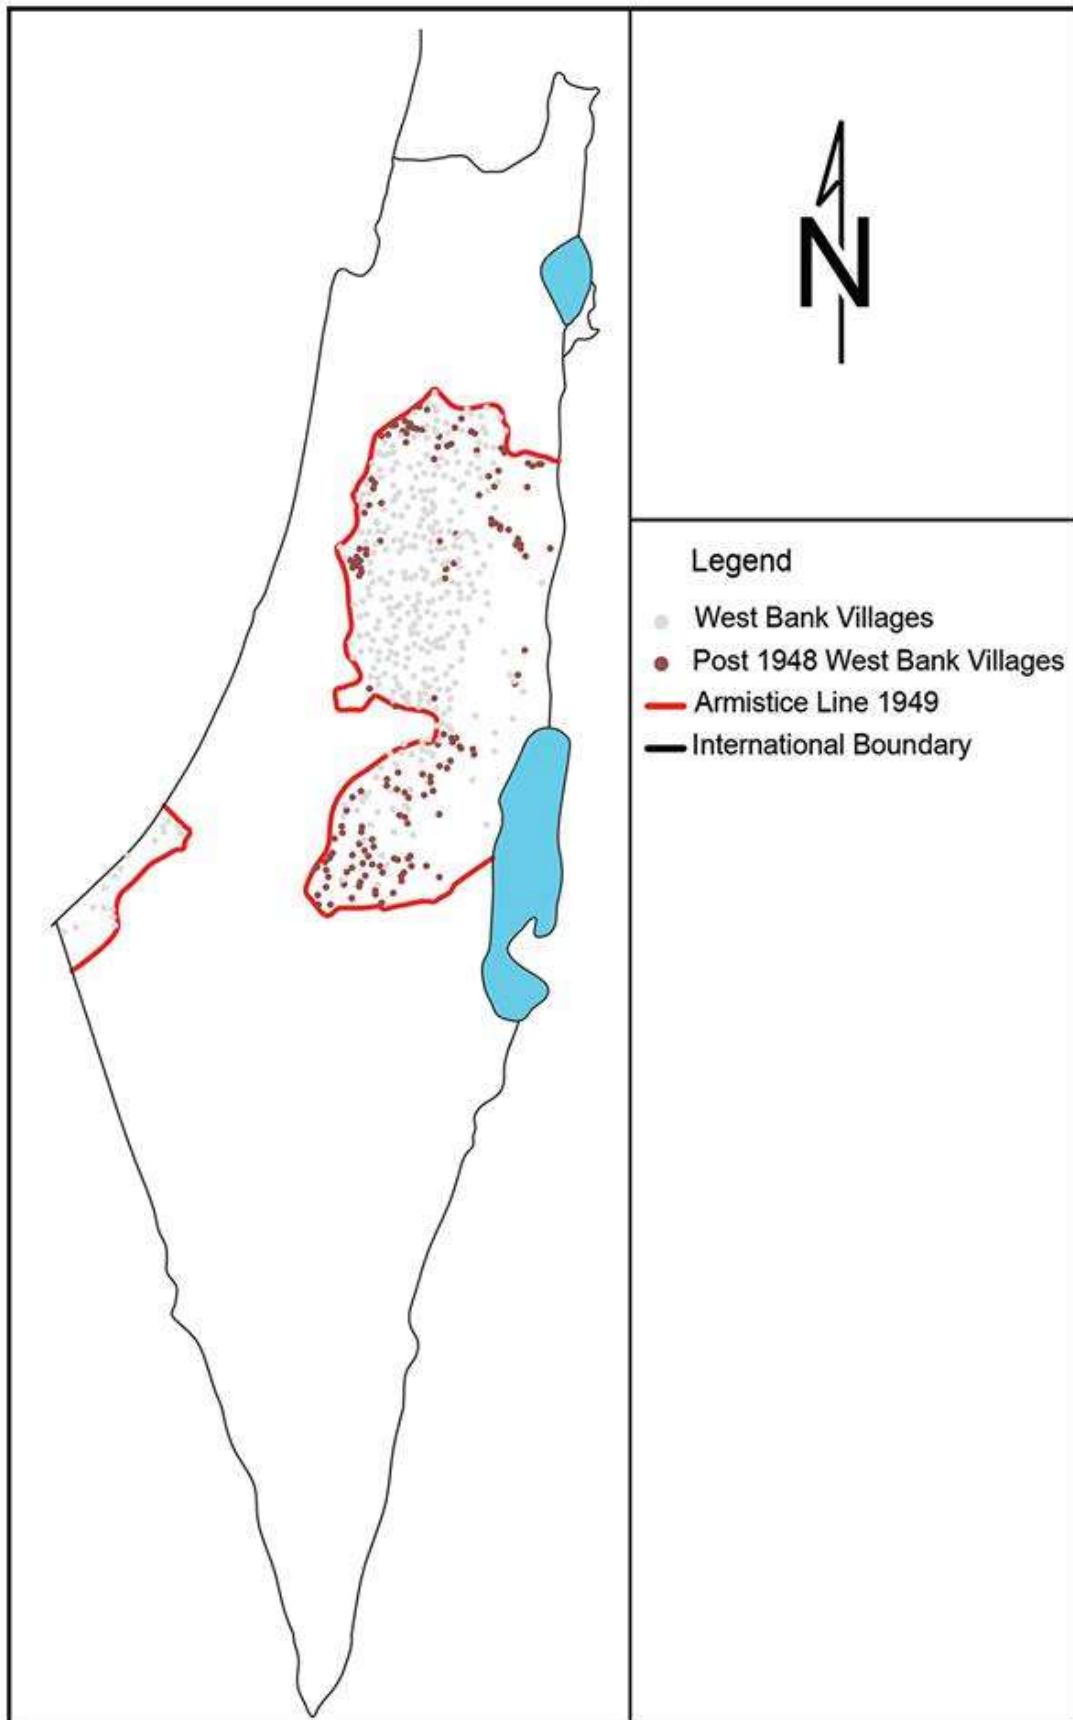 N
Legend
West Bank Villages
Post 1948 West Bank Villages
Armistice Line 1949
International Boundary